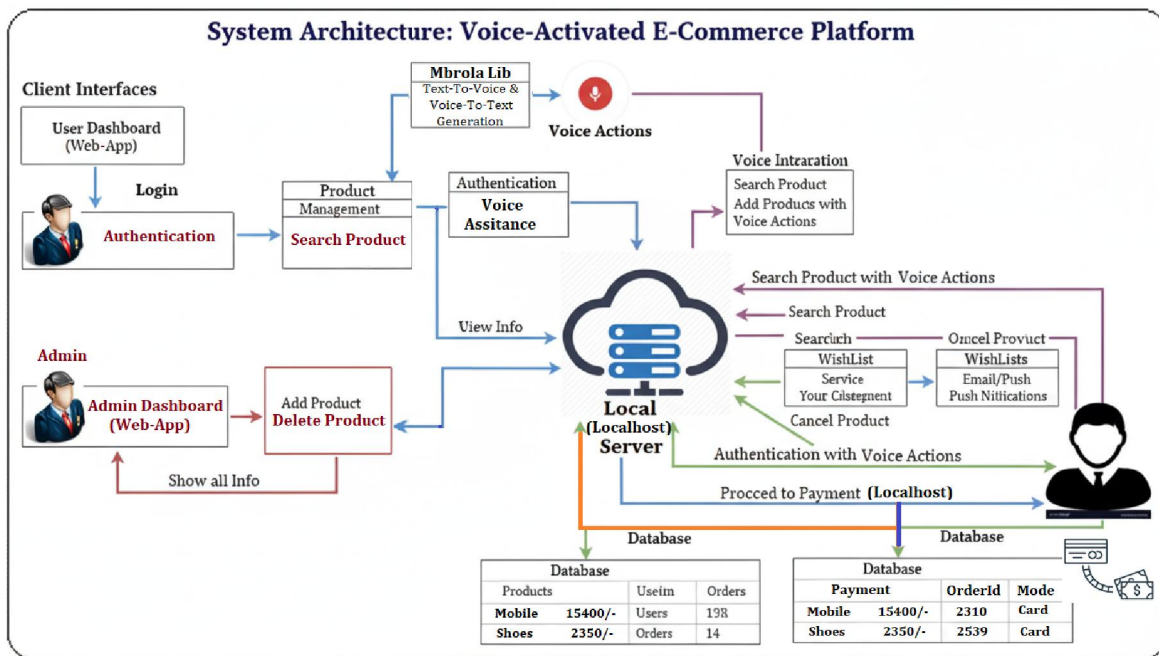 System Architecture: Voice-Activated E-Commerce Platform
Client Interfaces
User Dashboard
(Web-App)
Login
Authentication
Product
Management
Search Product
Mbrola Lib
Text-To-Voice &
Voice-To-Text
Generation
Voice Actions
Authentication
Voice
Assitance
Voice Intraration
Search Product
Add Products with
Voice Actions
View Info
Search Product with Voice Actions
Search Product
Searduh
Omcel Provuct
WishList
Service
Your Cilstegment
WishLists
Email/Push
Push Nitlications
Cancel Product
Admin
Admin Dashboard
(Web-App)
Add Product
Delete Product
Show all Info
Local
(Localhost)
Server
Authentication with Voice Actions
Procced to Payment (Localhost)
Database
Database
Database
Products Useim Orders
Mobile 15400/- Users 198
Shoes 2350/- Orders 14
Database
Payment OrderId Mode
Mobile 15400/- 2310 Card
Shoes 2350/- 2539 Card